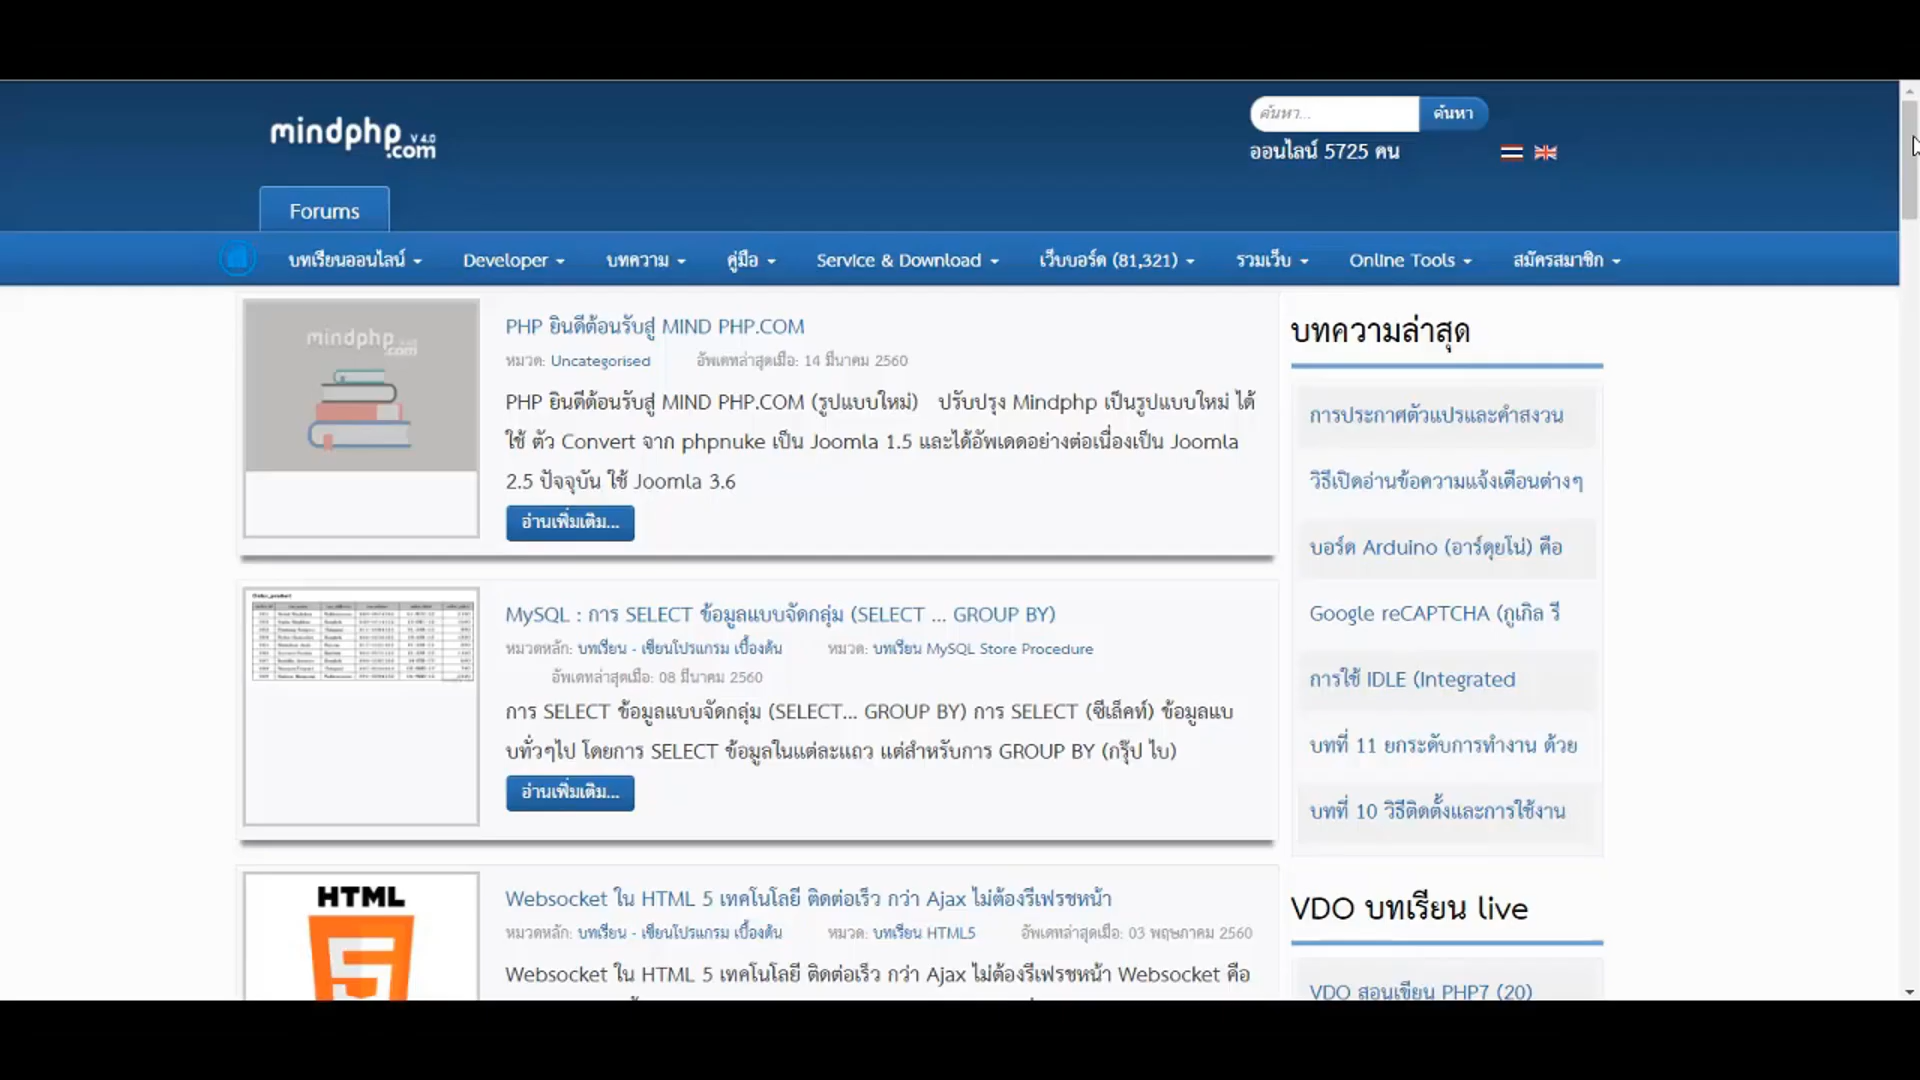 mindphp V 4.0
.com
ค้นหา...
ค้นหา
ออนไลน์ 5725 คน
Forums
บทเรียนออนไลน์
Developer
บทความ
คู่มือ
Service & Download
เว็บบอร์ด (81,321)
รวมเว็บ
Online Tools
สมัครสมาชิก
mindphp
.com
PHP ยินดีต้อนรับสู่ MIND PHP.COM
หมวด: Uncategorised อัพเดทล่าสุดเมื่อ: 14 มีนาคม 2560
PHP ยินดีต้อนรับสู่ MIND PHP.COM (รูปแบบใหม่) ปรับปรุง Mindphp เป็นรูปแบบใหม่ ได้
ใช้ ตัว Convert จาก phpnuke เป็น Joomla 1.5 และได้อัพเดดอย่างต่อเนื่องเป็น Joomla
2.5 ปัจจุบัน ใช้ Joomla 3.6
อ่านเพิ่มเติม...
MySQL : การ SELECT ข้อมูลแบบจัดกลุ่ม (SELECT ... GROUP BY)
หมวดหลัก: บทเรียน - เขียนโปรแกรม เบื้องต้น หมวด: บทเรียน MySQL Store Procedure
อัพเดทล่าสุดเมื่อ: 08 มีนาคม 2560
การ SELECT ข้อมูลแบบจัดกลุ่ม (SELECT... GROUP BY) การ SELECT (ซีเล็คท์) ข้อมูลแบ
บทั่วๆไป โดยการ SELECT ข้อมูลในแต่ละแถว แต่สำหรับการ GROUP BY (กรุ๊ป ไบ)
อ่านเพิ่มเติม...
HTML
5
Websocket ใน HTML 5 เทคโนโลยี ติดต่อเร็ว กว่า Ajax ไม่ต้องรีเฟรชหน้า
หมวดหลัก: บทเรียน - เขียนโปรแกรม เบื้องต้น หมวด: บทเรียน HTML5 อัพเดทล่าสุดเมื่อ: 03 พฤษภาคม 2560
Websocket ใน HTML 5 เทคโนโลยี ติดต่อเร็ว กว่า Ajax ไม่ต้องรีเฟรชหน้า Websocket คือ
บทความล่าสุด
การประกาศตัวแปรและคำสงวน
วิธีเปิดอ่านข้อความแจ้งเตือนต่างๆ
บอร์ด Arduino (อาร์ดุยโน่) คือ
Google reCAPTCHA (กูเกิล รี
การใช้ IDLE (Integrated
บทที่ 11 ยกระดับการทำงาน ด้วย
บทที่ 10 วิธีติดตั้งและการใช้งาน
VDO บทเรียน live
VDO สอนเขียน PHP7 (20)